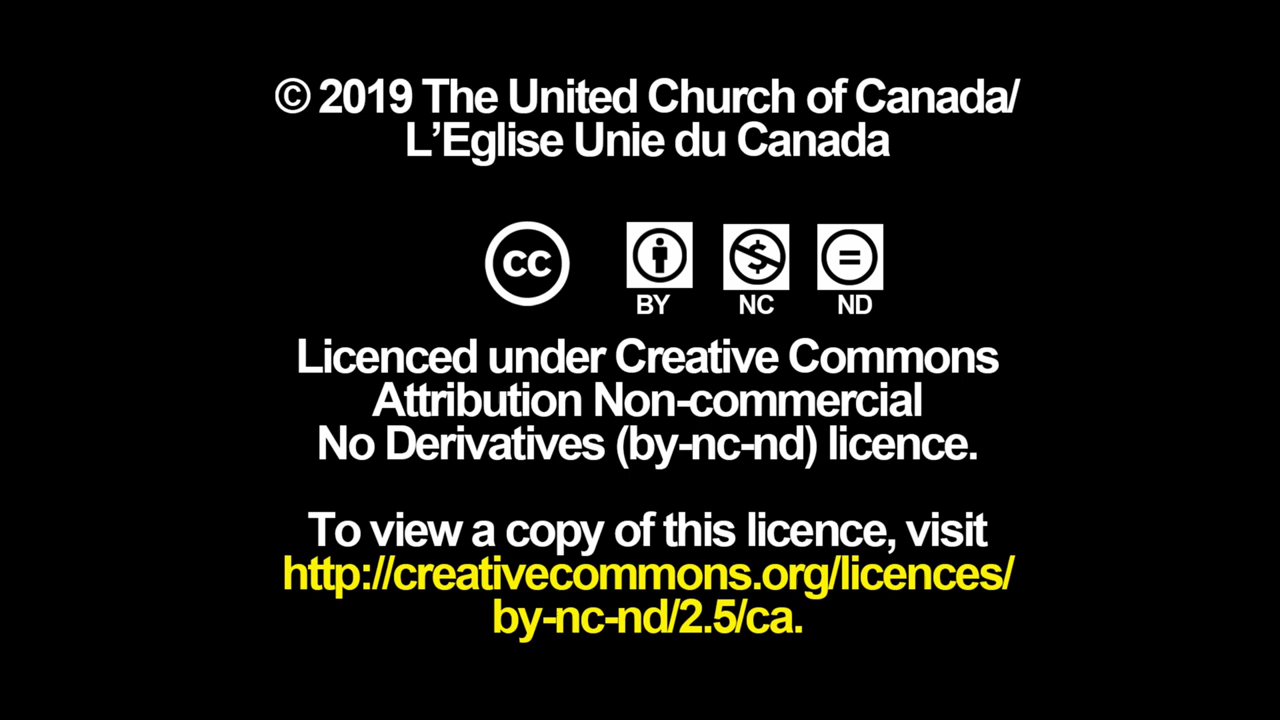 © 2019 The United Church of Canada/
L’Eglise Unie du Canada
cc
BY NC ND
Licenced under Creative Commons
Attribution Non-commercial
No Derivatives (by-nc-nd) licence.
To view a copy of this licence, visit
http://creativecommons.org/licences/
by-nc-nd/2.5/ca.